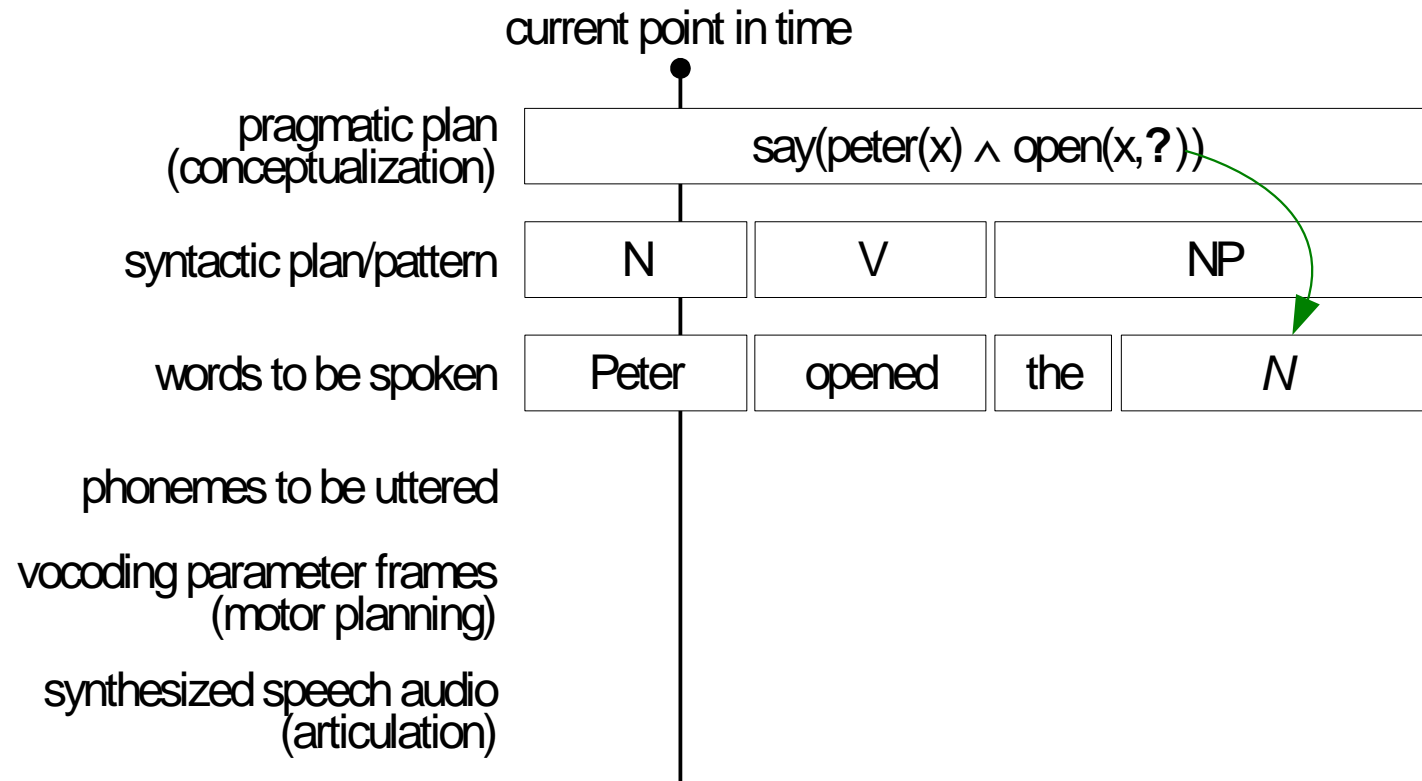 current point in time
pragmatic plan
(conceptualization)
say(peter(x) ∧ open(x,?))
syntactic plan/pattern
N V NP
words to be spoken
Peter opened the N
phonemes to be uttered
vocoding parameter frames
(motor planning)
synthesized speech audio
(articulation)